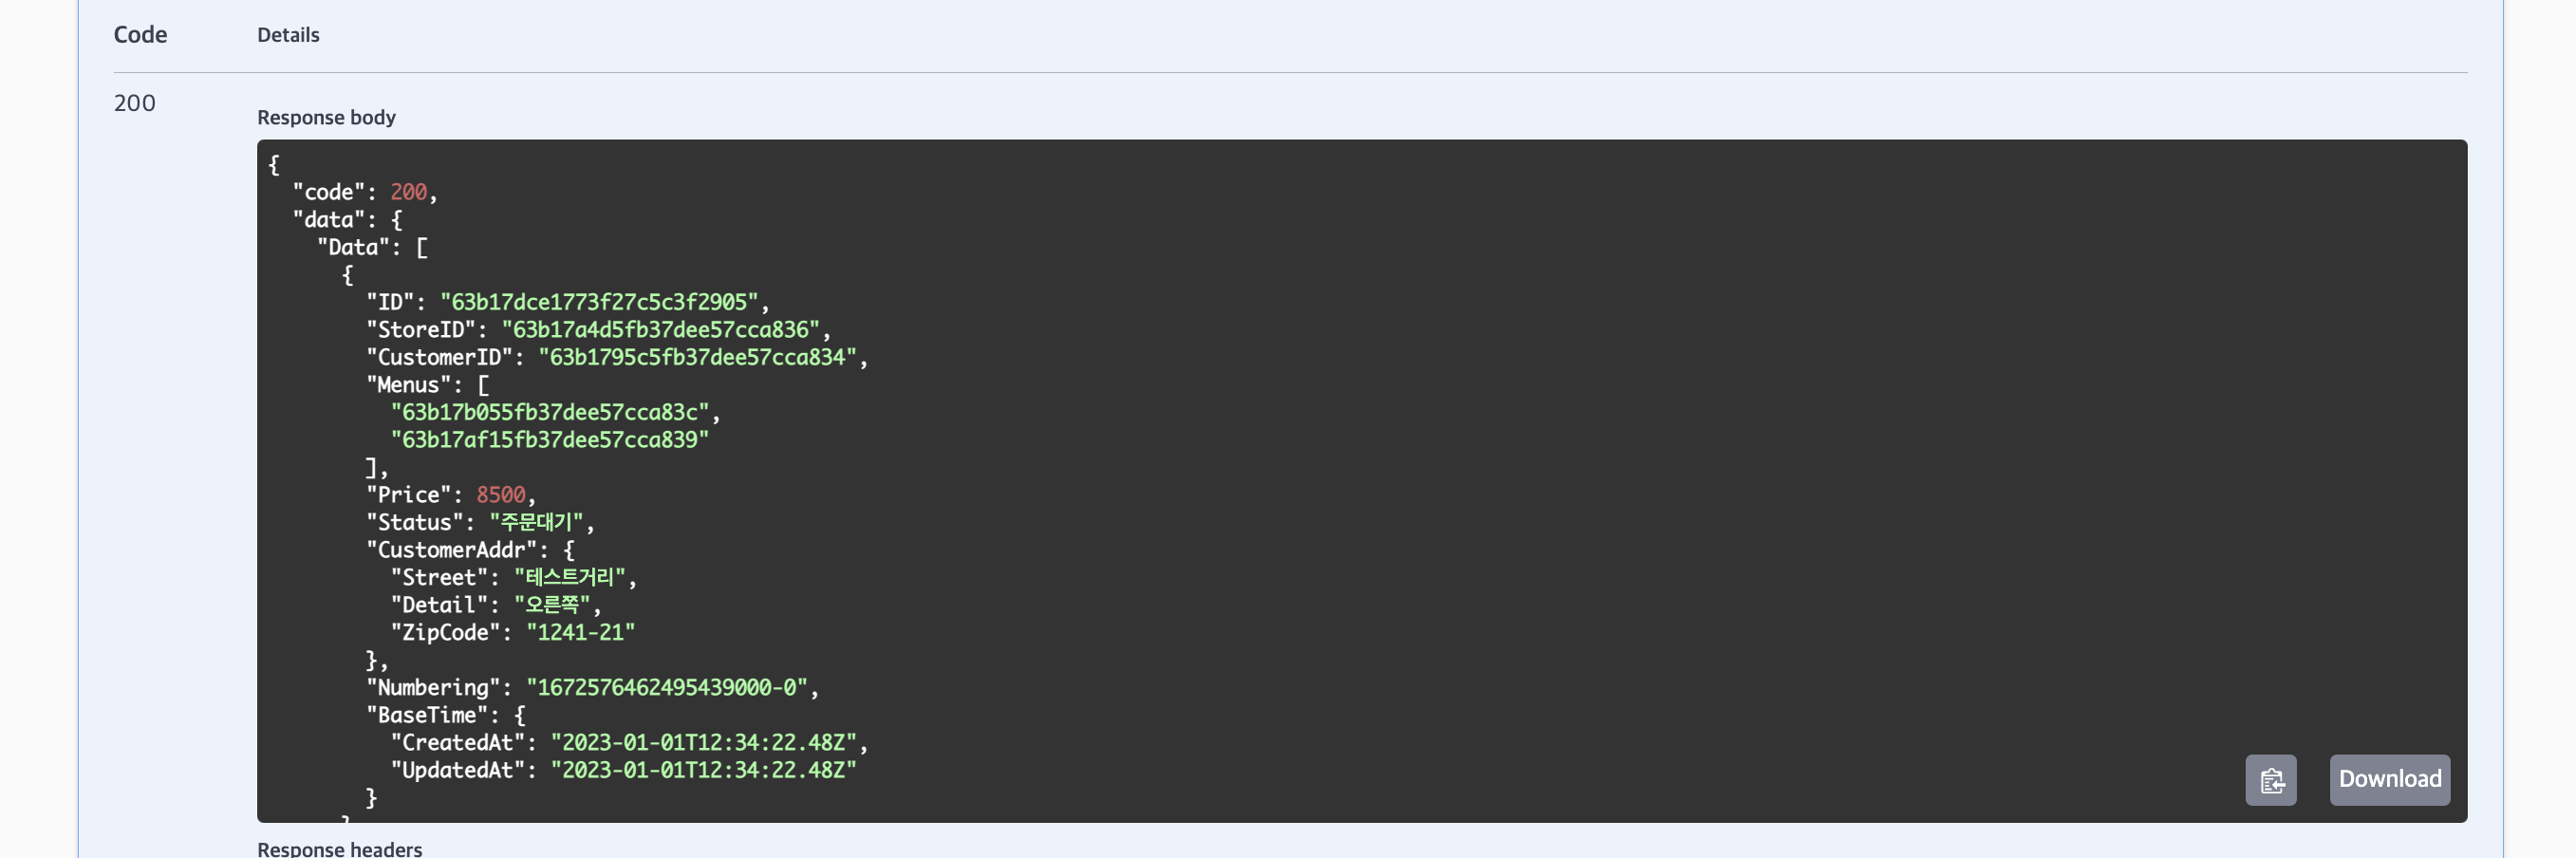 Code Details
200
Response body
{
  "code": 200,
  "data": {
    "Data": [
      {
        "ID": "63b17dce1773f27c5c3f2905",
        "StoreID": "63b17a4d5fb37dee57cca836",
        "CustomerID": "63b1795c5fb37dee57cca834",
        "Menus": [
          "63b17b055fb37dee57cca83c",
          "63b17af15fb37dee57cca839"
        ],
        "Price": 8500,
        "Status": "주문대기",
        "CustomerAddr": {
          "Street": "테스트거리",
          "Detail": "오른쪽",
          "ZipCode": "1241-21"
        },
        "Numbering": "1672576462495439000-0",
        "BaseTime": {
          "CreatedAt": "2023-01-01T12:34:22.48Z",
          "UpdatedAt": "2023-01-01T12:34:22.48Z"
        }
      }
Download
Response headers